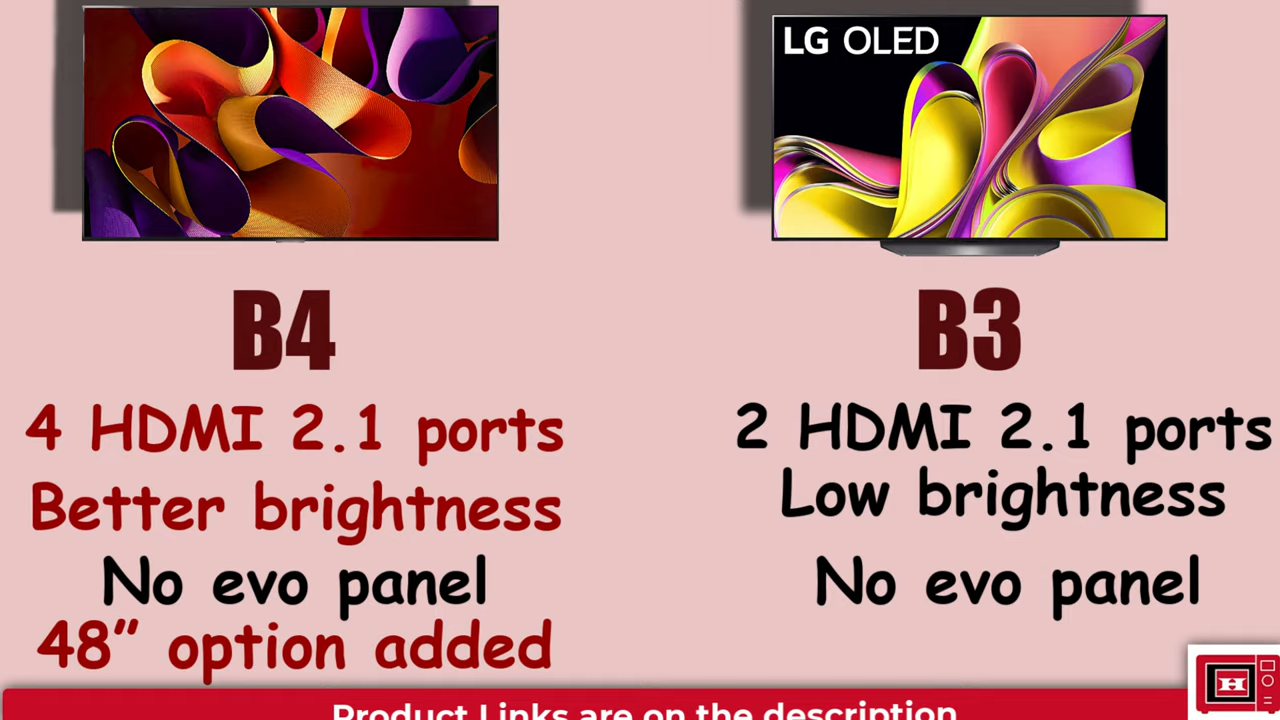 LG OLED
B4
4 HDMI 2.1 ports
Better brightness
No evo panel
48” option added
B3
2 HDMI 2.1 ports
Low brightness
No evo panel
Product Links are on the description
H